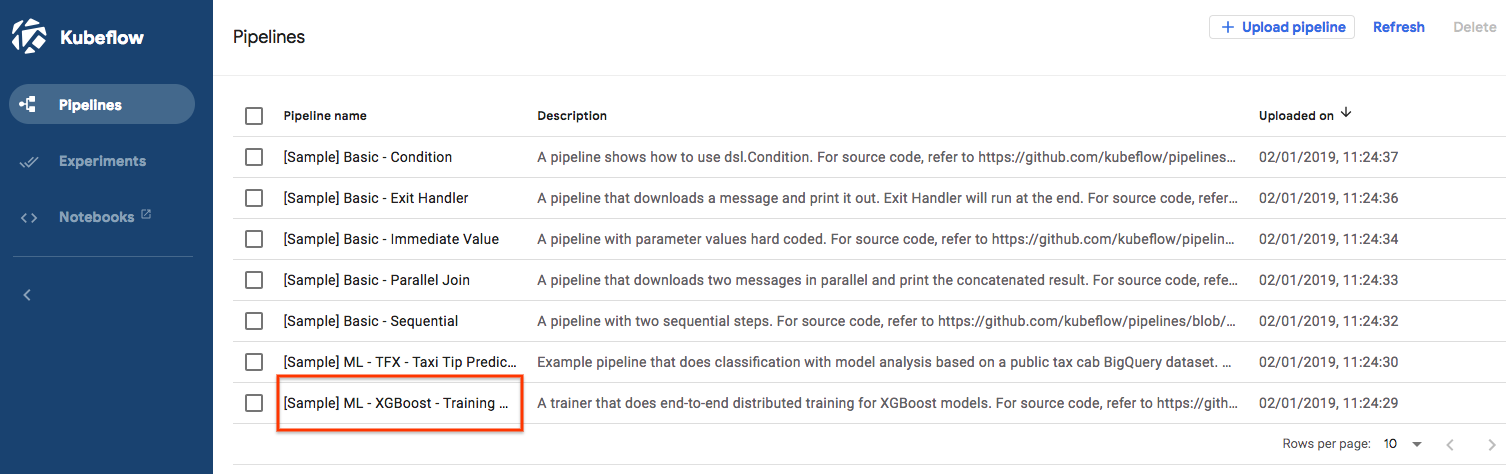 Kubeflow
Pipelines
Experiments
Notebooks
Pipelines
+ Upload pipeline Refresh Delete
Pipeline name Description Uploaded on
[Sample] Basic - Condition A pipeline shows how to use dsl.Condition. For source code, refer to https://github.com/kubeflow/pipelines... 02/01/2019, 11:24:37
[Sample] Basic - Exit Handler A pipeline that downloads a message and print it out. Exit Handler will run at the end. For source code, refer... 02/01/2019, 11:24:36
[Sample] Basic - Immediate Value A pipeline with parameter values hard coded. For source code, refer to https://github.com/kubeflow/pipelin... 02/01/2019, 11:24:34
[Sample] Basic - Parallel Join A pipeline that downloads two messages in parallel and print the concatenated result. For source code, refe... 02/01/2019, 11:24:33
[Sample] Basic - Sequential A pipeline with two sequential steps. For source code, refer to https://github.com/kubeflow/pipelines/blob/... 02/01/2019, 11:24:32
[Sample] ML - TFX - Taxi Tip Predic... Example pipeline that does classification with model analysis based on a public tax cab BigQuery dataset. ... 02/01/2019, 11:24:30
[Sample] ML - XGBoost - Training ... A trainer that does end-to-end distributed training for XGBoost models. For source code, refer to https://gith... 02/01/2019, 11:24:29
Rows per page: 10